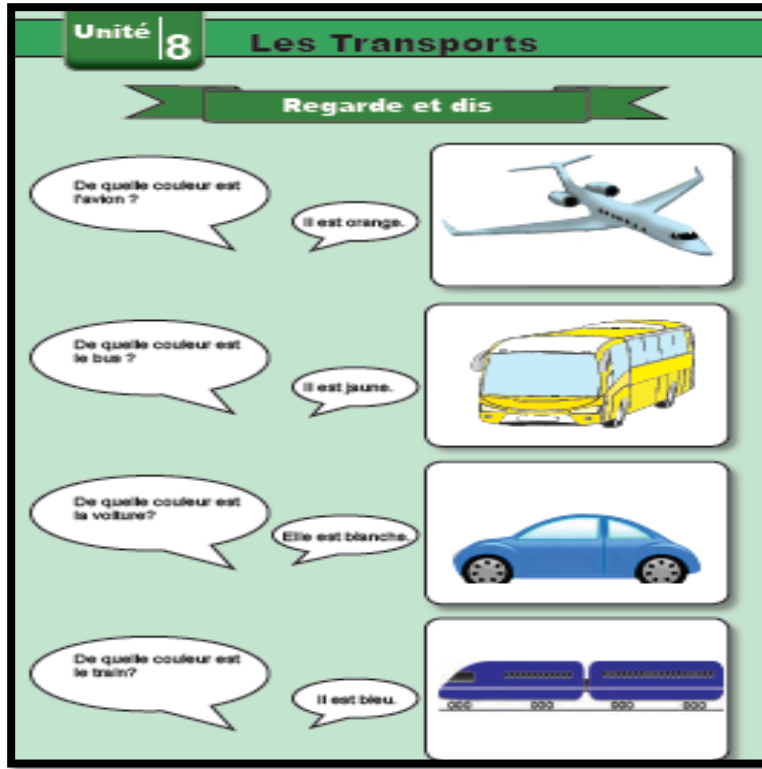 Unité 8
Les Transports
Regarde et dis
De quelle couleur est
l'avion ?
Il est orange.
De quelle couleur est
le bus ?
Il est jaune.
De quelle couleur est
la voiture?
Elle est blanche.
De quelle couleur est
le train?
Il est bleu.